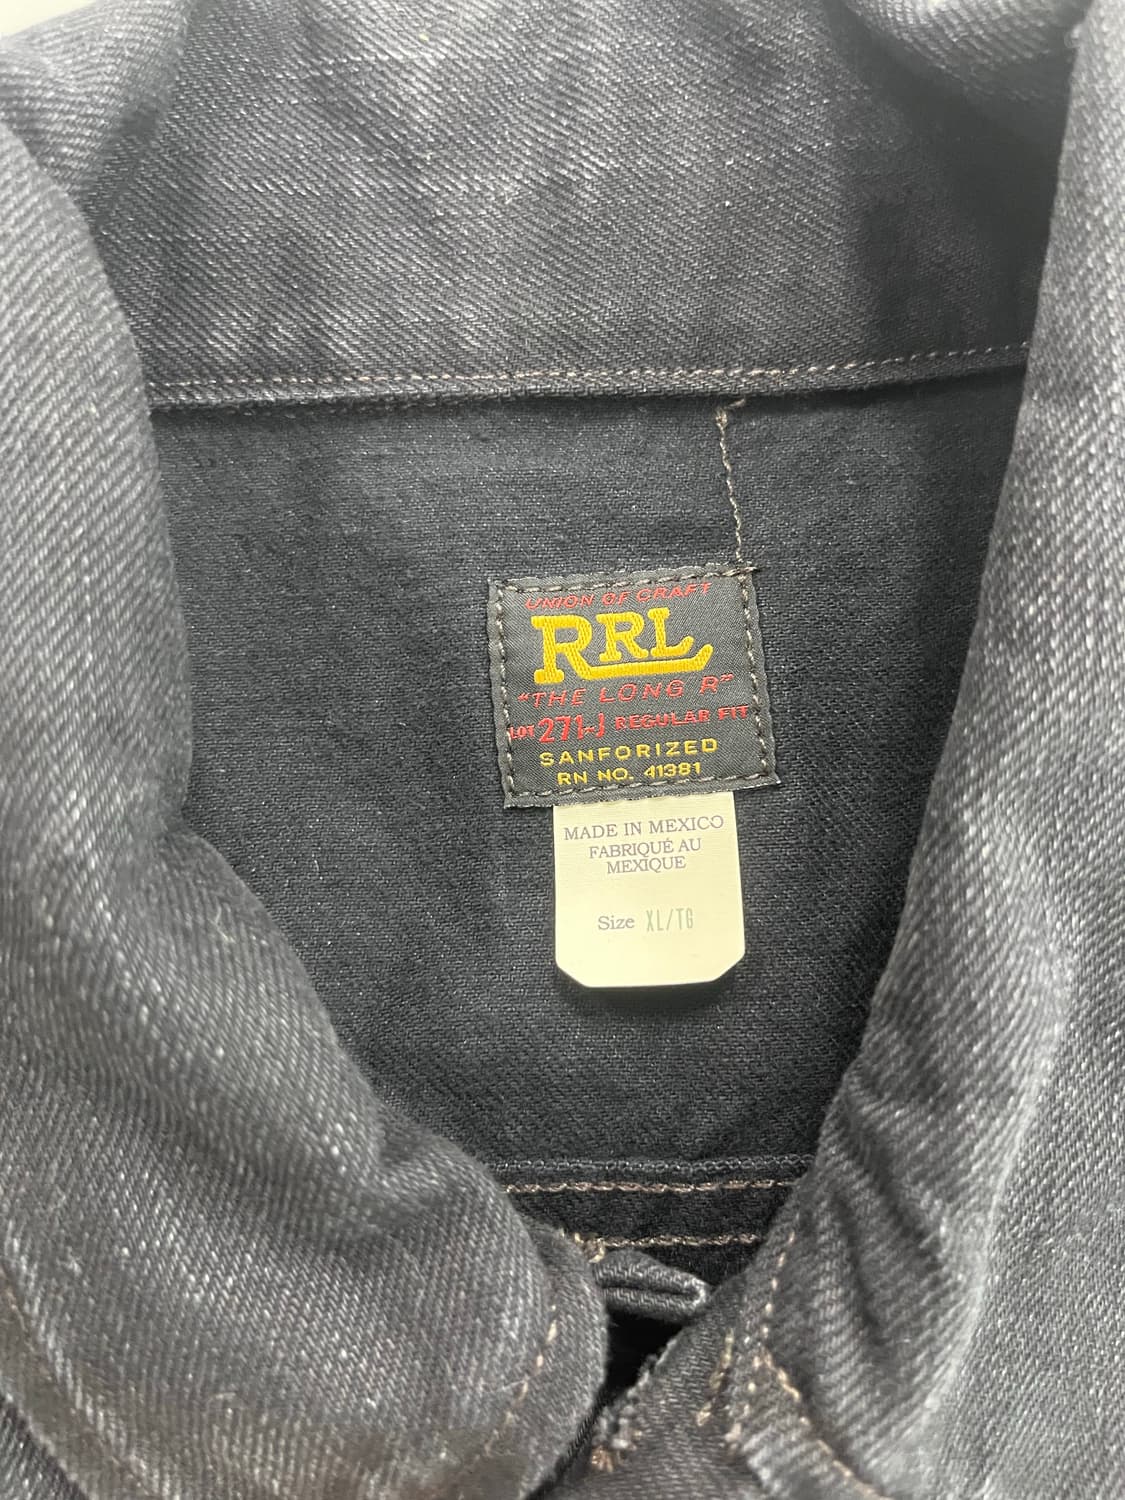 UNION OF CRAFT
RRL
"THE LONG R"
LOT 271-J REGULAR FIT
SANFORIZED
RN NO. 41381
MADE IN MEXICO
FABRIQUÉ AU
MEXIQUE
Size XL/TG